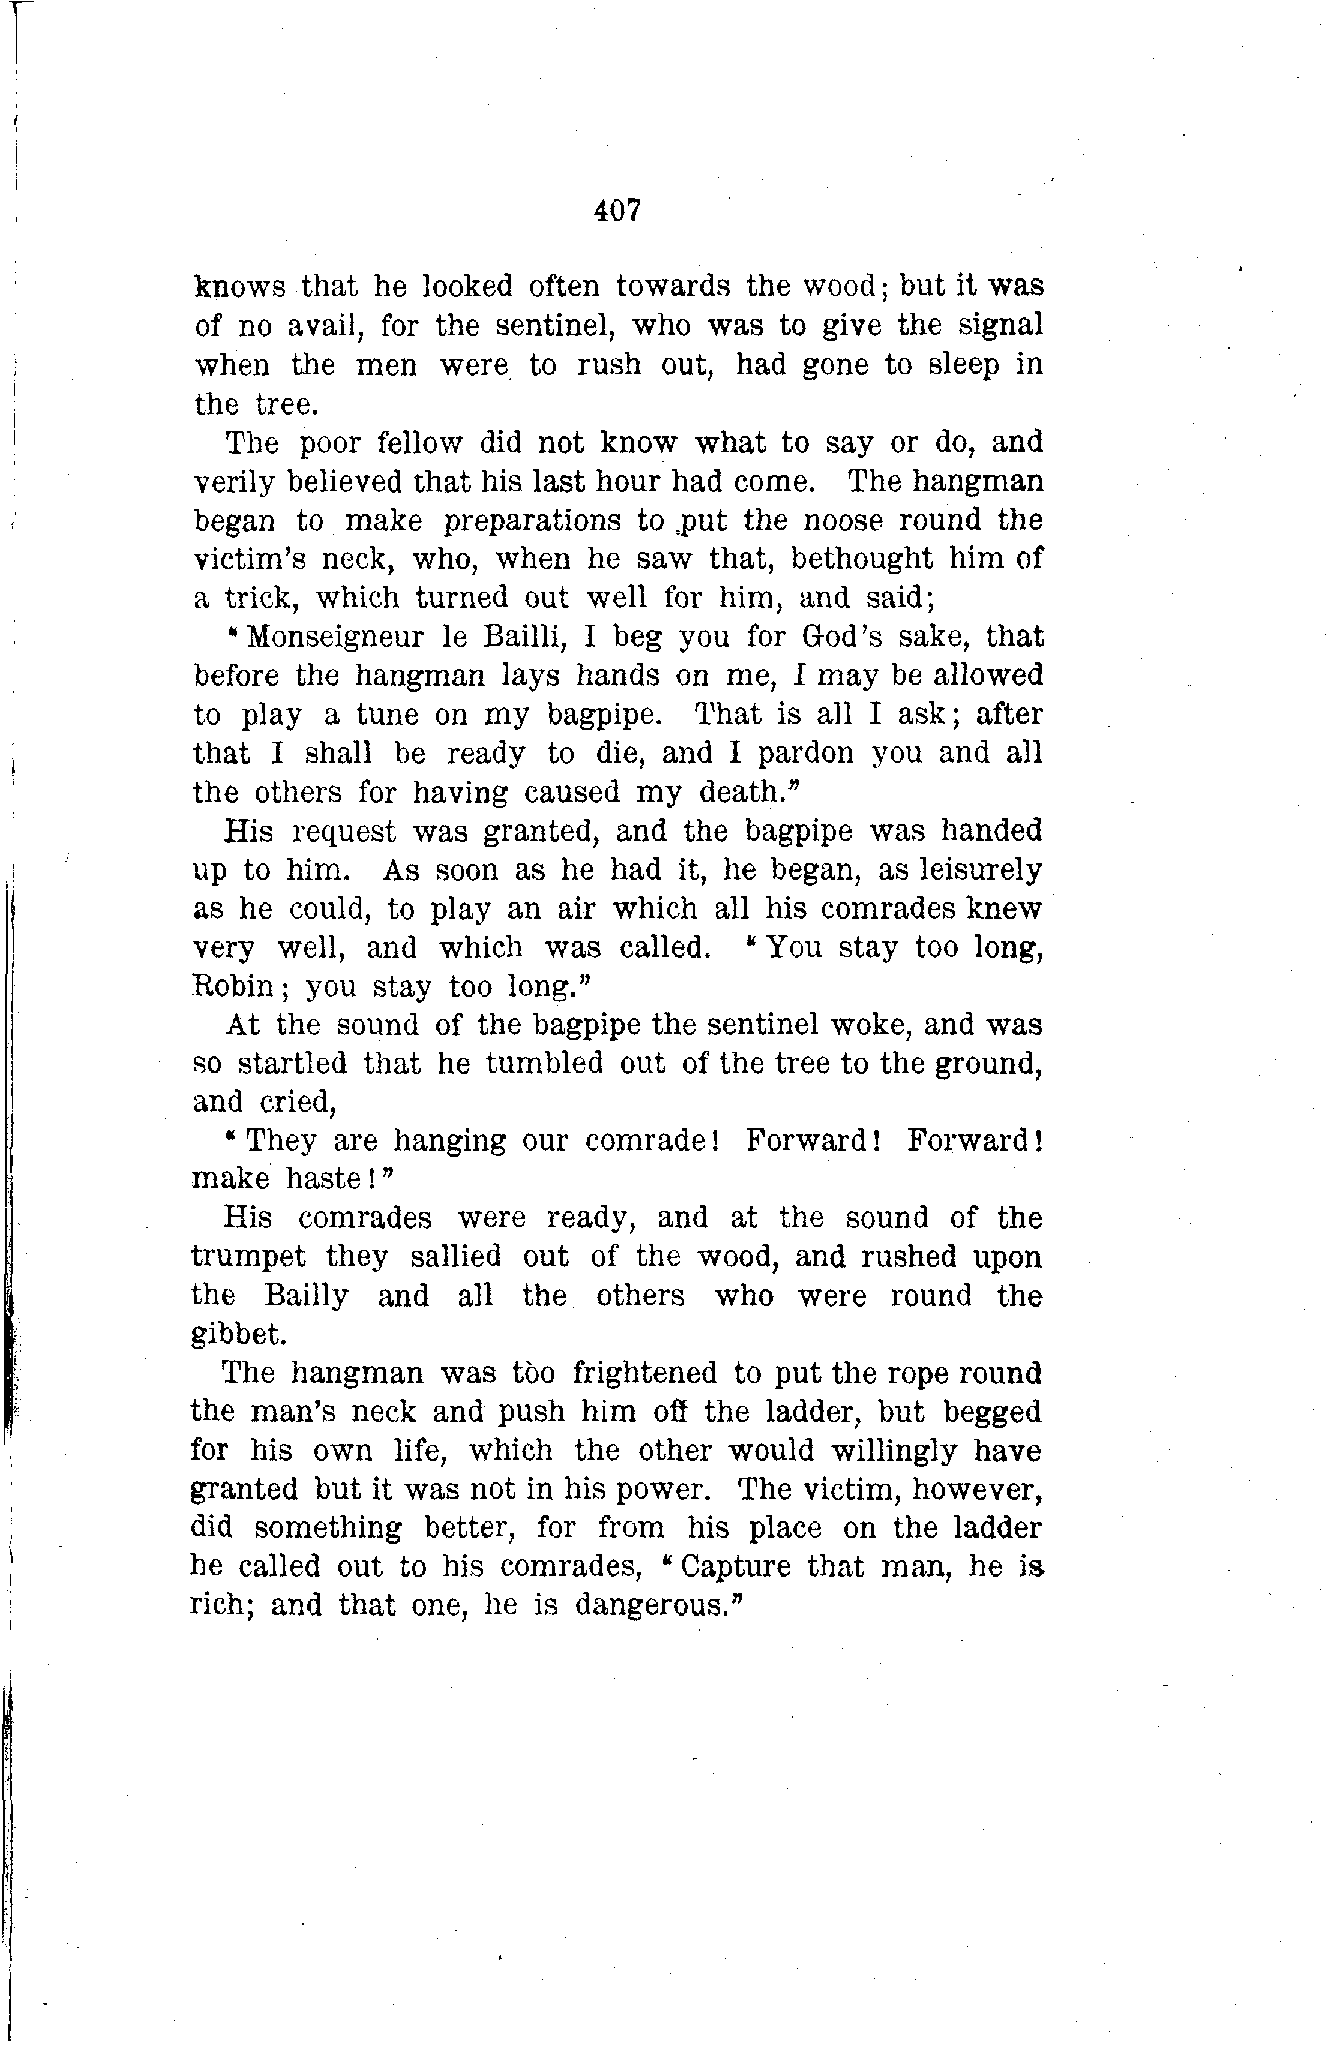 407
knows that he looked often towards the wood; but it was
of no avail, for the sentinel, who was to give the signal
when the men were to rush out, had gone to sleep in
the tree.
The poor fellow did not know what to say or do, and
verily believed that his last hour had come. The hangman
began to make preparations to put the noose round the
victim's neck, who, when he saw that, bethought him of
a trick, which turned out well for him, and said;
“Monseigneur le Bailli, I beg you for God's sake, that
before the hangman lays hands on me, I may be allowed
to play a tune on my bagpipe. That is all I ask; after
that I shall be ready to die, and I pardon you and all
the others for having caused my death.”
His request was granted, and the bagpipe was handed
up to him. As soon as he had it, he began, as leisurely
as he could, to play an air which all his comrades knew
very well, and which was called. “You stay too long,
Robin; you stay too long.”
At the sound of the bagpipe the sentinel woke, and was
so startled that he tumbled out of the tree to the ground,
and cried,
“They are hanging our comrade! Forward! Forward!
make haste!”
His comrades were ready, and at the sound of the
trumpet they sallied out of the wood, and rushed upon
the Bailly and all the others who were round the
gibbet.
The hangman was too frightened to put the rope round
the man's neck and push him off the ladder, but begged
for his own life, which the other would willingly have
granted but it was not in his power. The victim, however,
did something better, for from his place on the ladder
he called out to his comrades, “Capture that man, he is
rich; and that one, he is dangerous.”